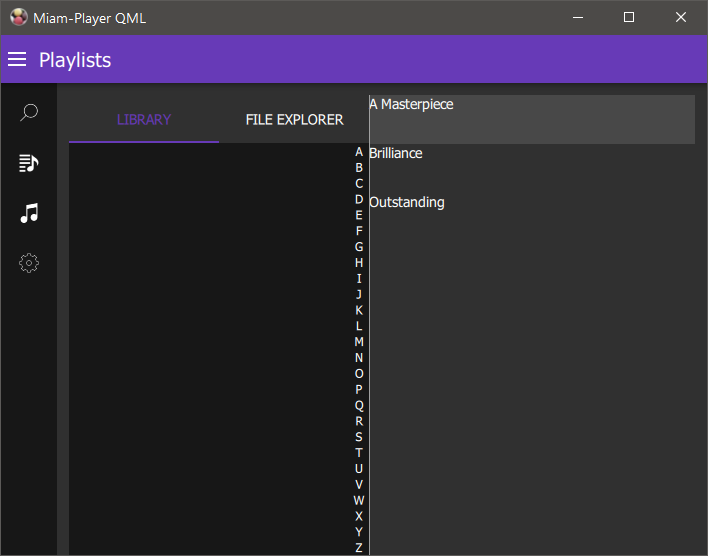 Miam-Player QML
Playlists
LIBRARY
FILE EXPLORER
A Masterpiece
Brilliance
Outstanding
A
B
C
D
E
F
G
H
I
J
K
L
M
N
O
P
Q
R
S
T
U
V
W
X
Y
Z